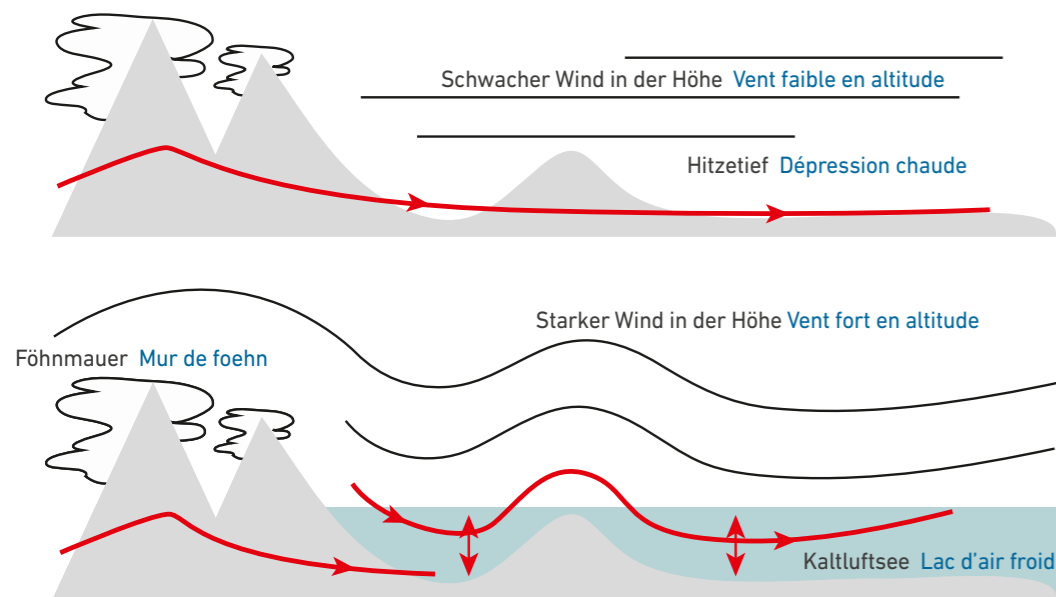 Schwacher Wind in der Höhe Vent faible en altitude
Hitzetief Dépression chaude
Starker Wind in der Höhe Vent fort en altitude
Föhnmauer Mur de foehn
Kaltluftsee Lac d'air froid